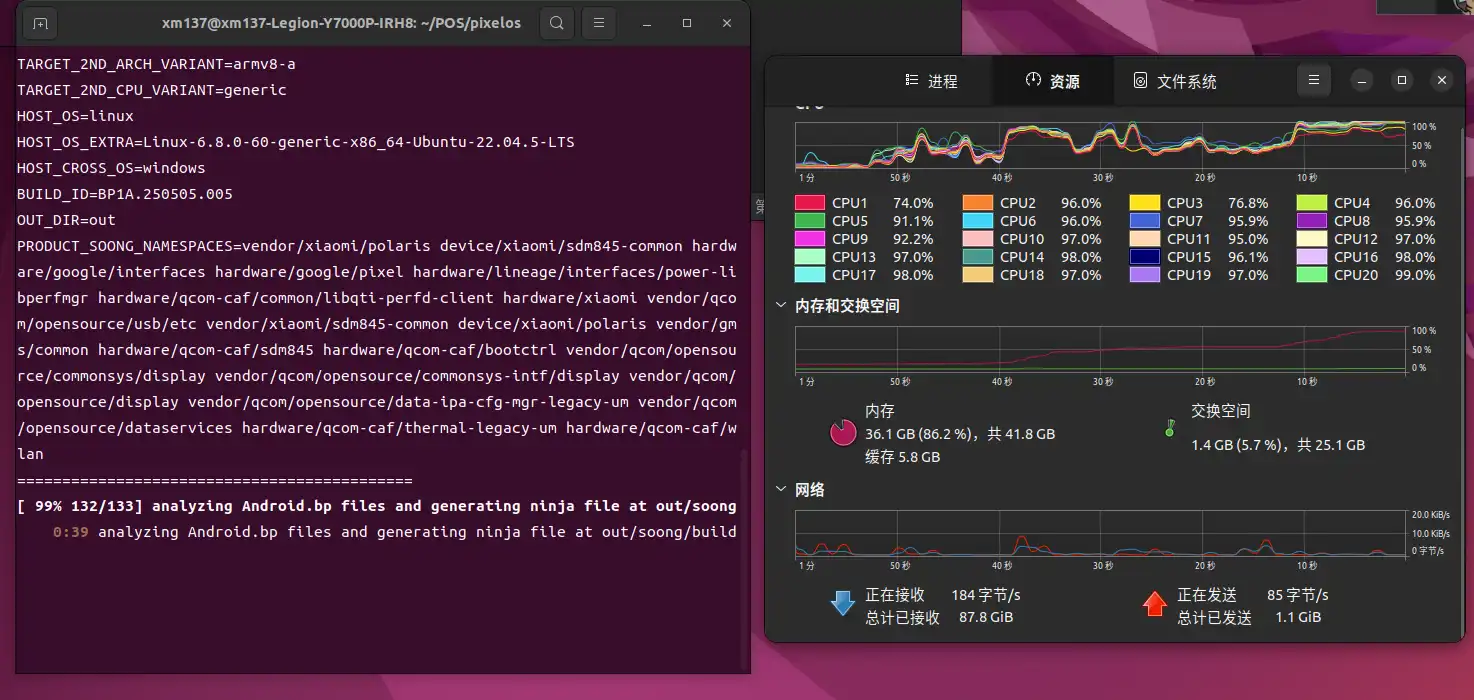 xm137@xm137-Legion-Y7000P-IRH8: ~/POS/pixelos
TARGET_2ND_ARCH_VARIANT=armv8-a
TARGET_2ND_CPU_VARIANT=generic
HOST_OS=linux
HOST_OS_EXTRA=Linux-6.8.0-60-generic-x86_64-Ubuntu-22.04.5-LTS
HOST_CROSS_OS=windows
BUILD_ID=BP1A.250505.005
OUT_DIR=out
PRODUCT_SOONG_NAMESPACES=vendor/xiaomi/polaris device/xiaomi/sdm845-common hardw
are/google/interfaces hardware/google/pixel hardware/lineage/interfaces/power-li
bperfmgr hardware/qcom-caf/common/libqti-perfd-client hardware/xiaomi vendor/qco
m/opensource/usb/etc vendor/xiaomi/sdm845-common device/xiaomi/polaris vendor/gm
s/common hardware/qcom-caf/sdm845 hardware/qcom-caf/bootctrl vendor/qcom/opensou
rce/commonsys/display vendor/qcom/opensource/commonsys-intf/display vendor/qcom/
opensource/display vendor/qcom/opensource/data-ipa-cfg-mgr-legacy-um vendor/qcom
/opensource/dataservices hardware/qcom-caf/thermal-legacy-um hardware/qcom-caf/w
lan
============================================
[ 99% 132/133] analyzing Android.bp files and generating ninja file at out/soong
0:39 analyzing Android.bp files and generating ninja file at out/soong/build
进程 资源 文件系统
100 %
50 %
0 %
1 分 50 秒 40 秒 30 秒 20 秒 10 秒
CPU1 74.0% CPU2 96.0% CPU3 76.8% CPU4 96.0%
CPU5 91.1% CPU6 96.0% CPU7 95.9% CPU8 95.9%
CPU9 92.2% CPU10 97.0% CPU11 95.0% CPU12 97.0%
CPU13 97.0% CPU14 98.0% CPU15 96.1% CPU16 98.0%
CPU17 98.0% CPU18 97.0% CPU19 97.0% CPU20 99.0%
内存和交换空间
100 %
50 %
0 %
1 分 50 秒 40 秒 30 秒 20 秒 10 秒
内存 交换空间
36.1 GB (86.2 %)，共 41.8 GB 1.4 GB (5.7 %)，共 25.1 GB
缓存 5.8 GB
网络
20.0 KiB/s
10.0 KiB/s
0 字节/s
1 分 50 秒 40 秒 30 秒 20 秒 10 秒
正在接收 184 字节/s 正在发送 85 字节/s
总计已接收 87.8 GiB 总计已发送 1.1 GiB